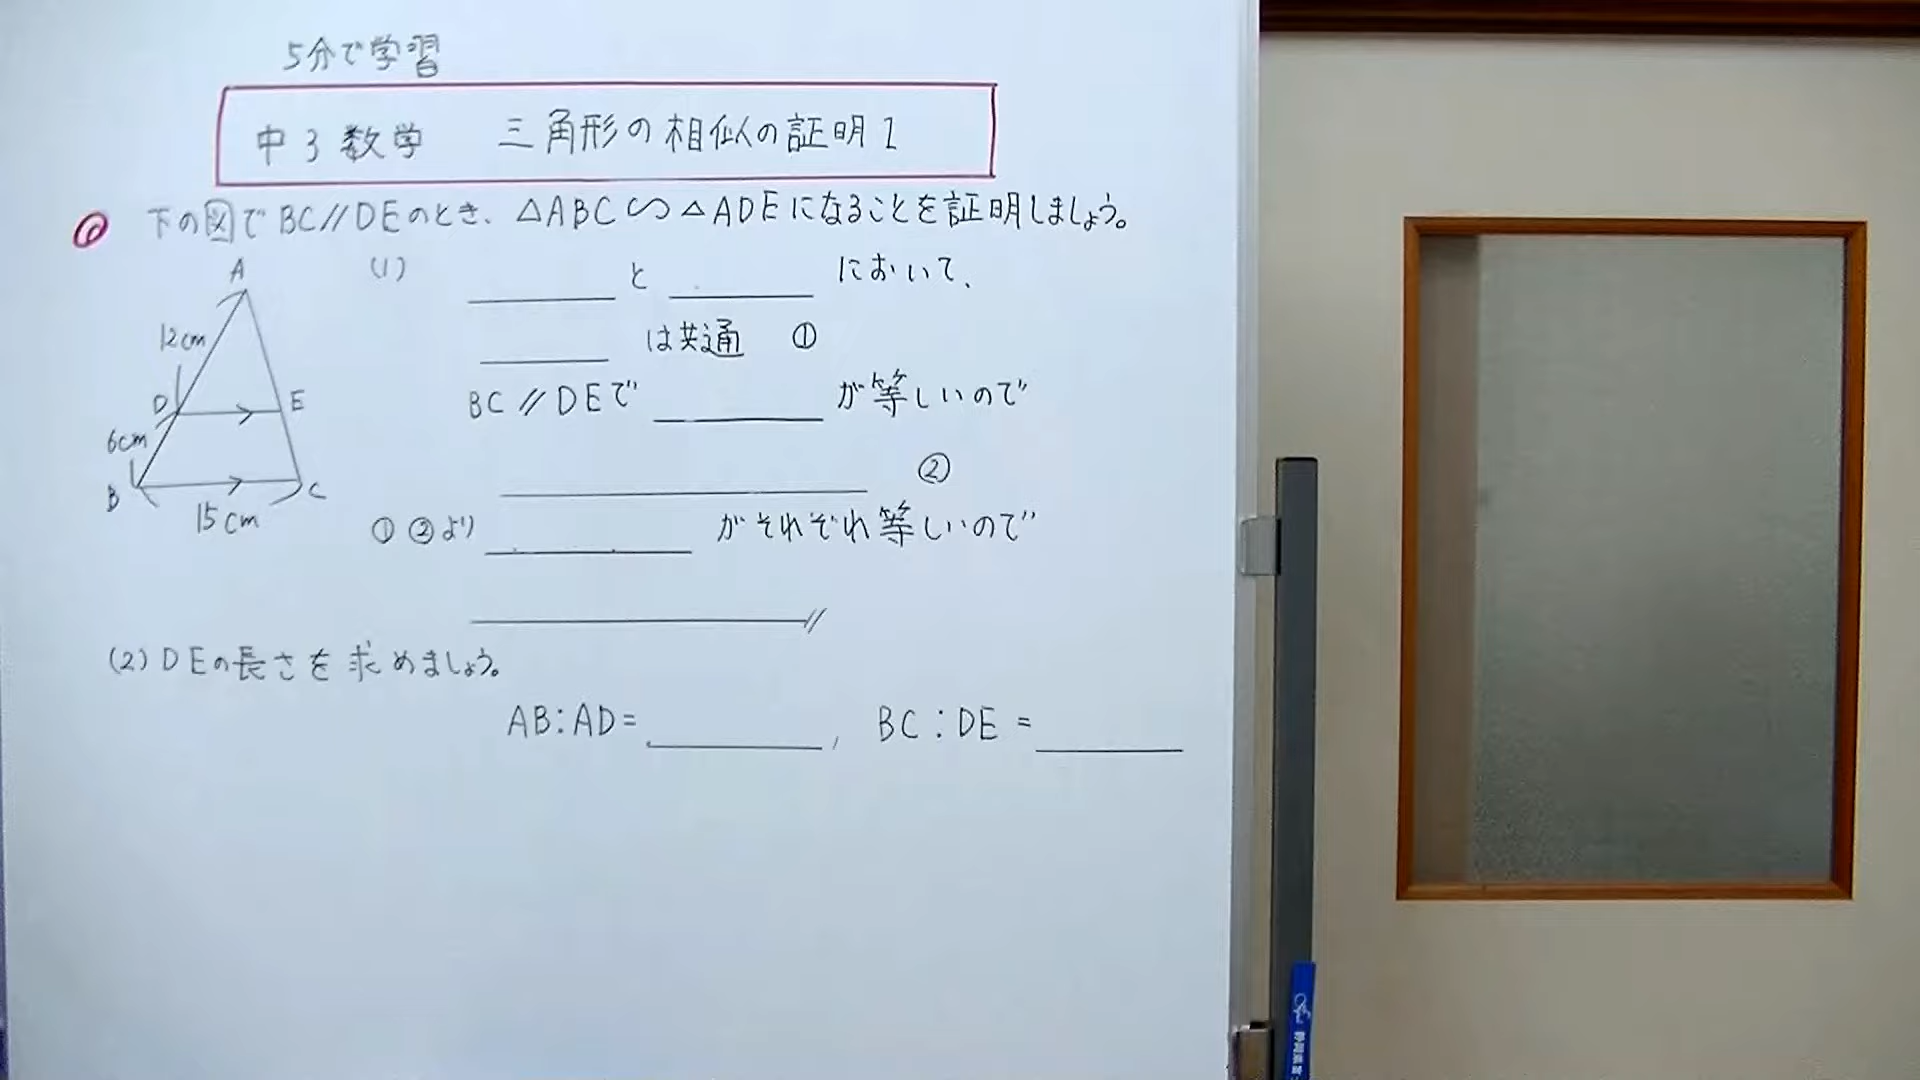 5分で学習
中3数学 三角形の相似の証明1
◎ 下の図でBC//DEのとき、△ABC∽△ADEになることを証明しましょう。
(1)
と において、
は共通 ①
BC//DEで が等しいので
②
①②より がそれぞれ等しいので
A
12cm
D E
6cm
B C
15cm
(2) DEの長さを求めましょう。
AB:AD= , BC:DE=